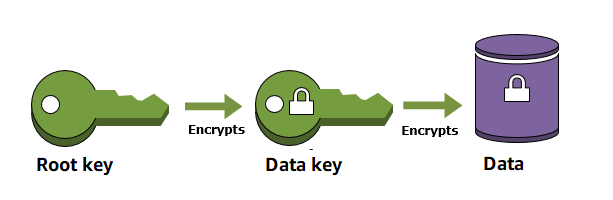 Encrypts
Encrypts
Root key
Data key
Data